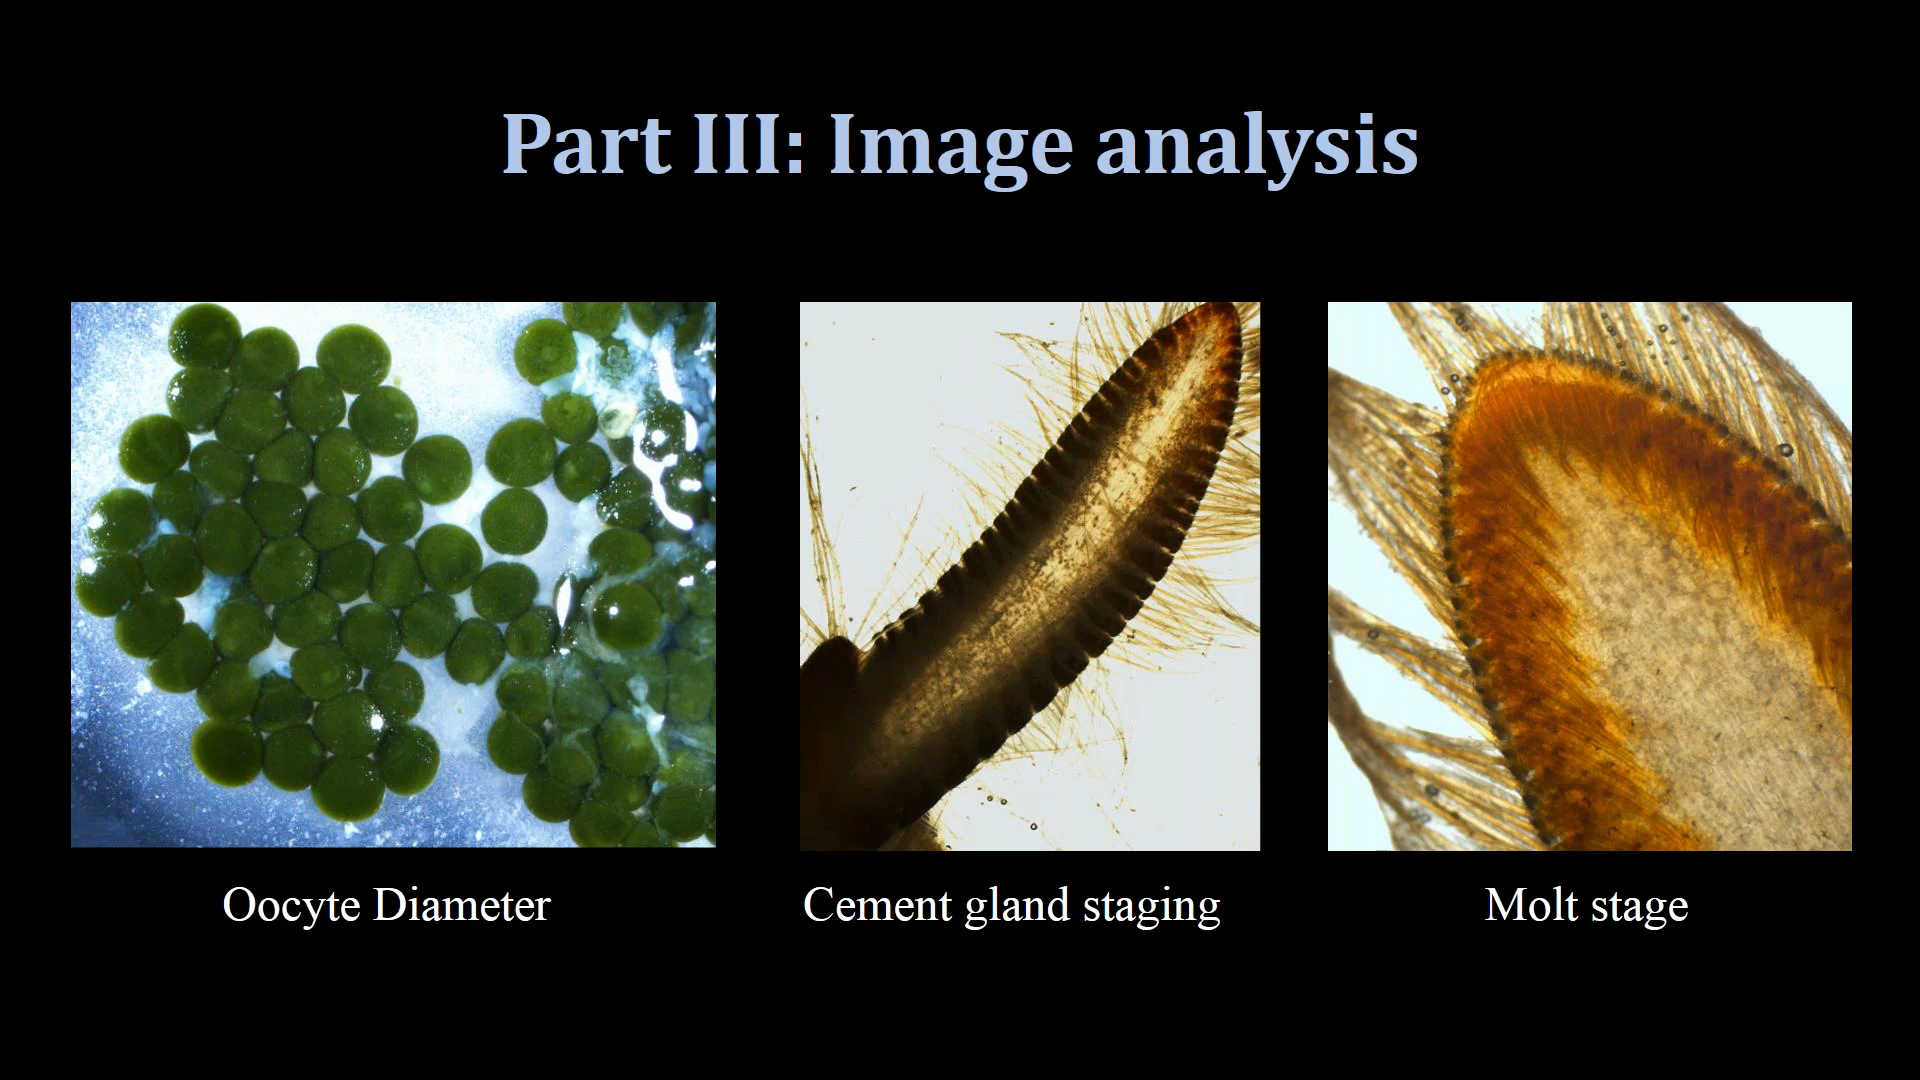 Part III: Image analysis
Oocyte Diameter
Cement gland staging
Molt stage